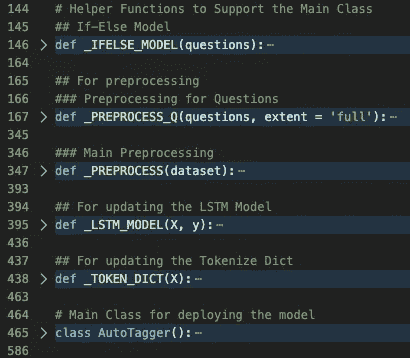 144 # Helper Functions to Support the Main Class
145 ## If-Else Model
146 > def _IFELSE_MODEL(questions):⋯
164
165 ## For preprocessing
166 ### Preprocessing for Questions
167 > def _PREPROCESS_Q(questions, extent = 'full'):⋯
345
346 ### Main Preprocessing
347 > def _PREPROCESS(dataset):⋯
393
394 ## For updating the LSTM Model
395 > def _LSTM_MODEL(X, y):⋯
436
437 ## For updating the Tokenize Dict
438 > def _TOKEN_DICT(X):⋯
463
464 # Main Class for deploying the model
465 > class AutoTagger():⋯
586